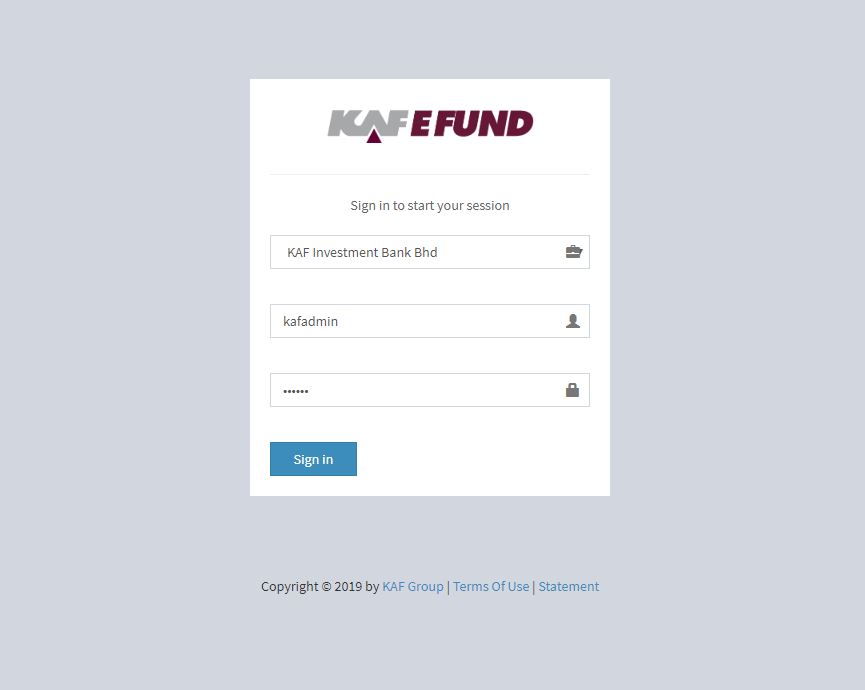 KAF E FUND
Sign in to start your session
KAF Investment Bank Bhd
kafadmin
••••••
Sign in
Copyright © 2019 by KAF Group | Terms Of Use | Statement